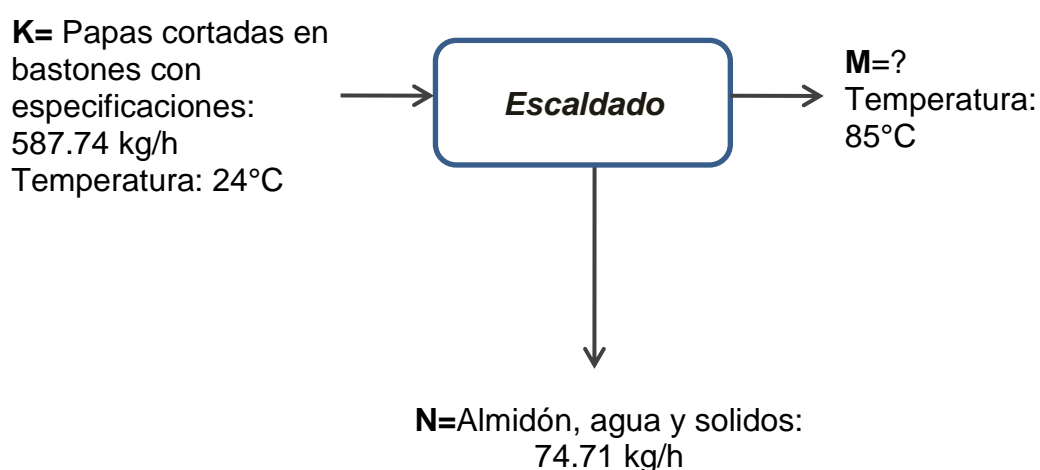 K= Papas cortadas en
bastones con
especificaciones:
587.74 kg/h
Temperatura: 24°C
Escaldado
M=?
Temperatura:
85°C
N=Almidón, agua y solidos:
74.71 kg/h